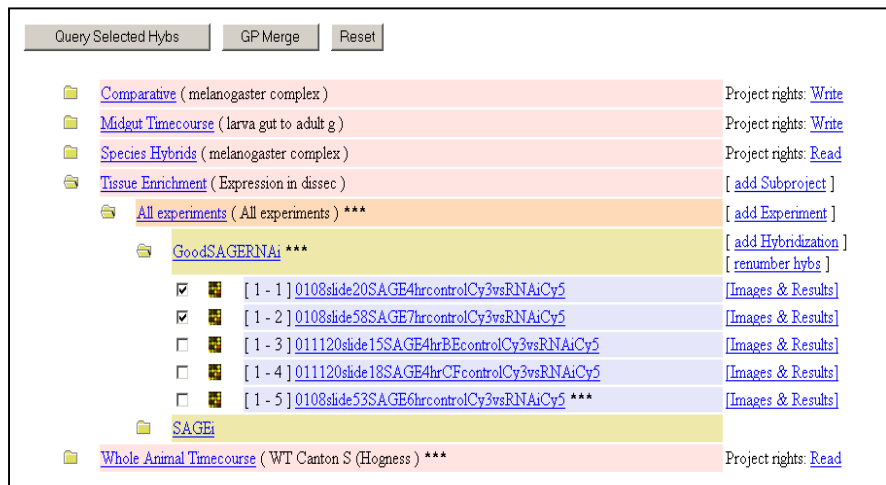 Query Selected Hybs GP Merge Reset
Comparative ( melanogaster complex ) Project rights: Write
Midgut Timecourse ( larva gut to adult g ) Project rights: Write
Species Hybrids ( melanogaster complex ) Project rights: Read
Tissue Enrichment ( Expression in dissec ) [ add Subproject ]
All experiments ( All experiments ) *** [ add Experiment ]
GoodSAGERNAi *** [ add Hybridization ]
[ renumber hybs ]
[ 1 - 1 ] 0108slide20SAGE4hrcontrolCy3vsRNAiCy5 [Images & Results]
[ 1 - 2 ] 0108slide58SAGE7hrcontrolCy3vsRNAiCy5 [Images & Results]
[ 1 - 3 ] 011120slide15SAGE4hrBEcontrolCy3vsRNAiCy5 [Images & Results]
[ 1 - 4 ] 011120slide18SAGE4hrCFcontrolCy3vsRNAiCy5 [Images & Results]
[ 1 - 5 ] 0108slide53SAGE6hrcontrolCy3vsRNAiCy5 *** [Images & Results]
SAGEi
Whole Animal Timecourse ( WT Canton S (Hogness ) *** Project rights: Read